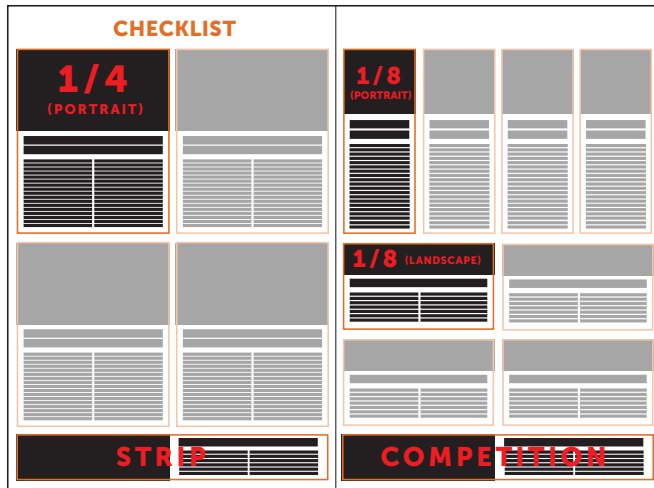 CHECKLIST
1/4
(PORTRAIT)
1/8
(PORTRAIT)
1/8 (LANDSCAPE)
STRIP
COMPETITION